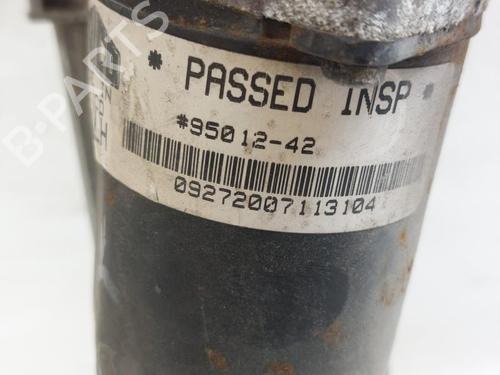 * PASSED INSP *
#95012-42
09272007113104
B-PARTS